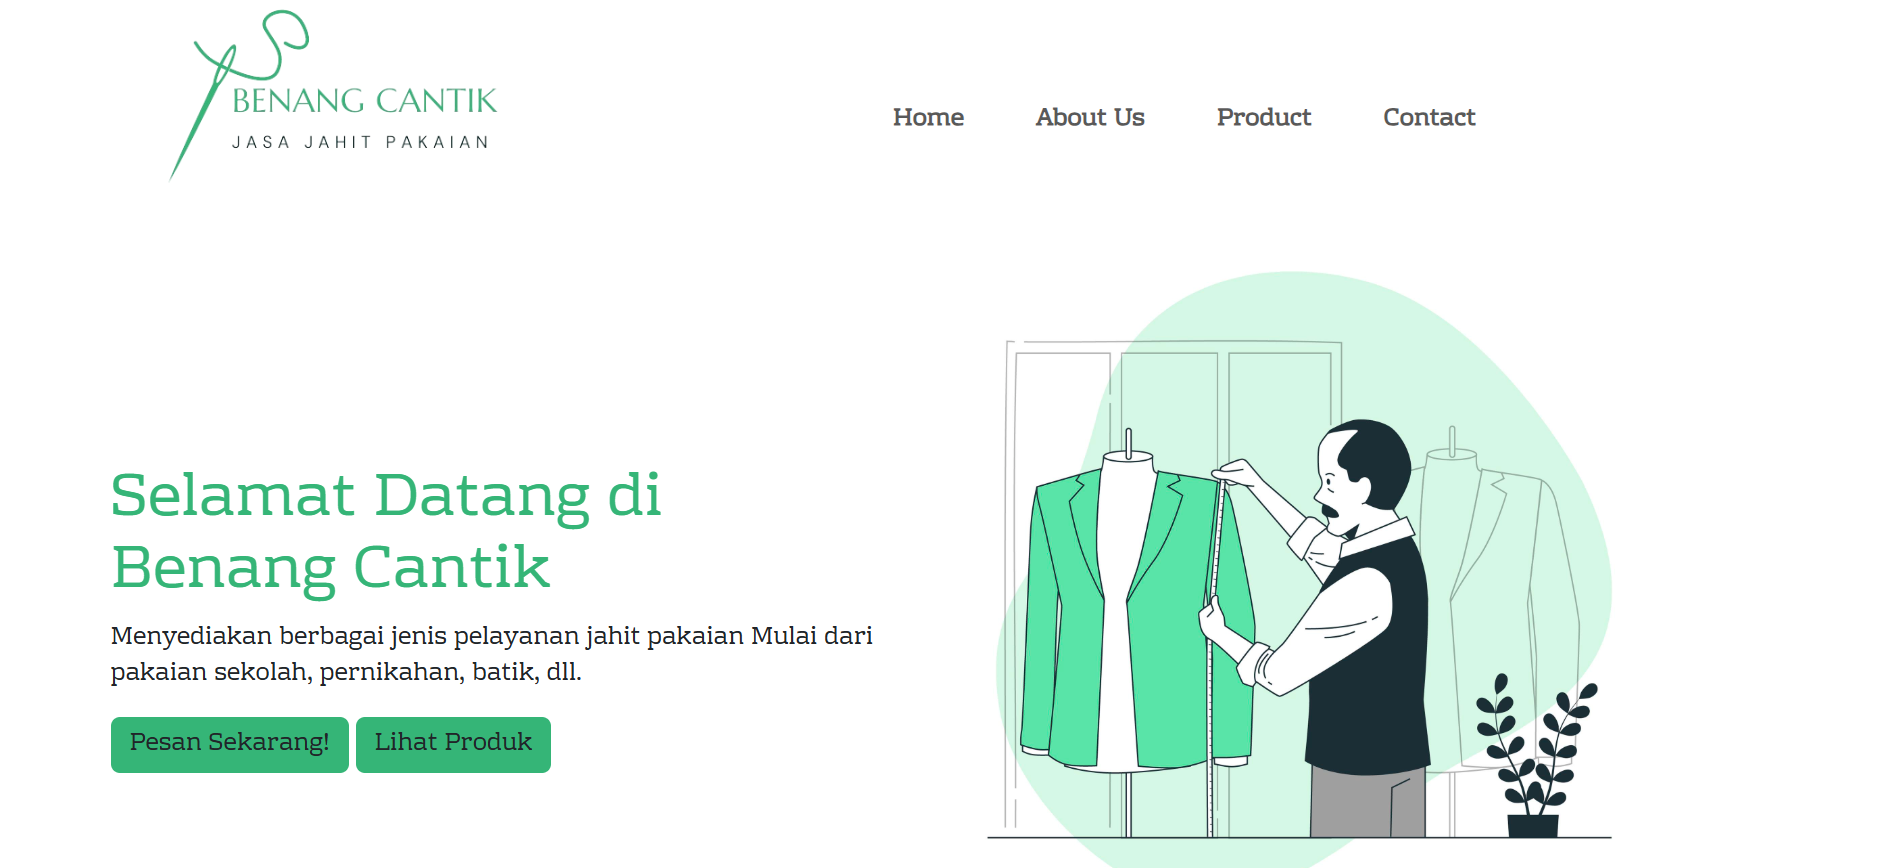 BENANG CANTIK
JASA JAHIT PAKAIAN
Home About Us Product Contact
Selamat Datang di
Benang Cantik
Menyediakan berbagai jenis pelayanan jahit pakaian Mulai dari
pakaian sekolah, pernikahan, batik, dll.
Pesan Sekarang! Lihat Produk